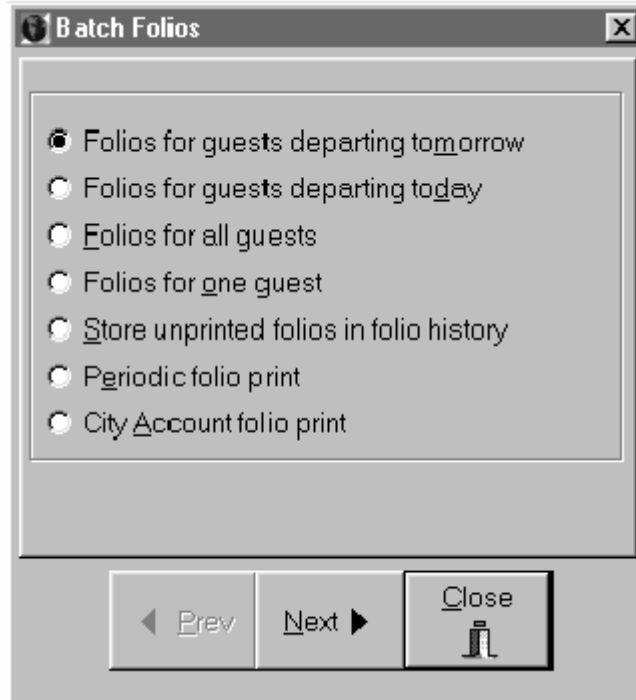 Batch Folios
Folios for guests departing tomorrow
Folios for guests departing today
Folios for all guests
Folios for one guest
Store unprinted folios in folio history
Periodic folio print
City Account folio print
Prev
Next
Close